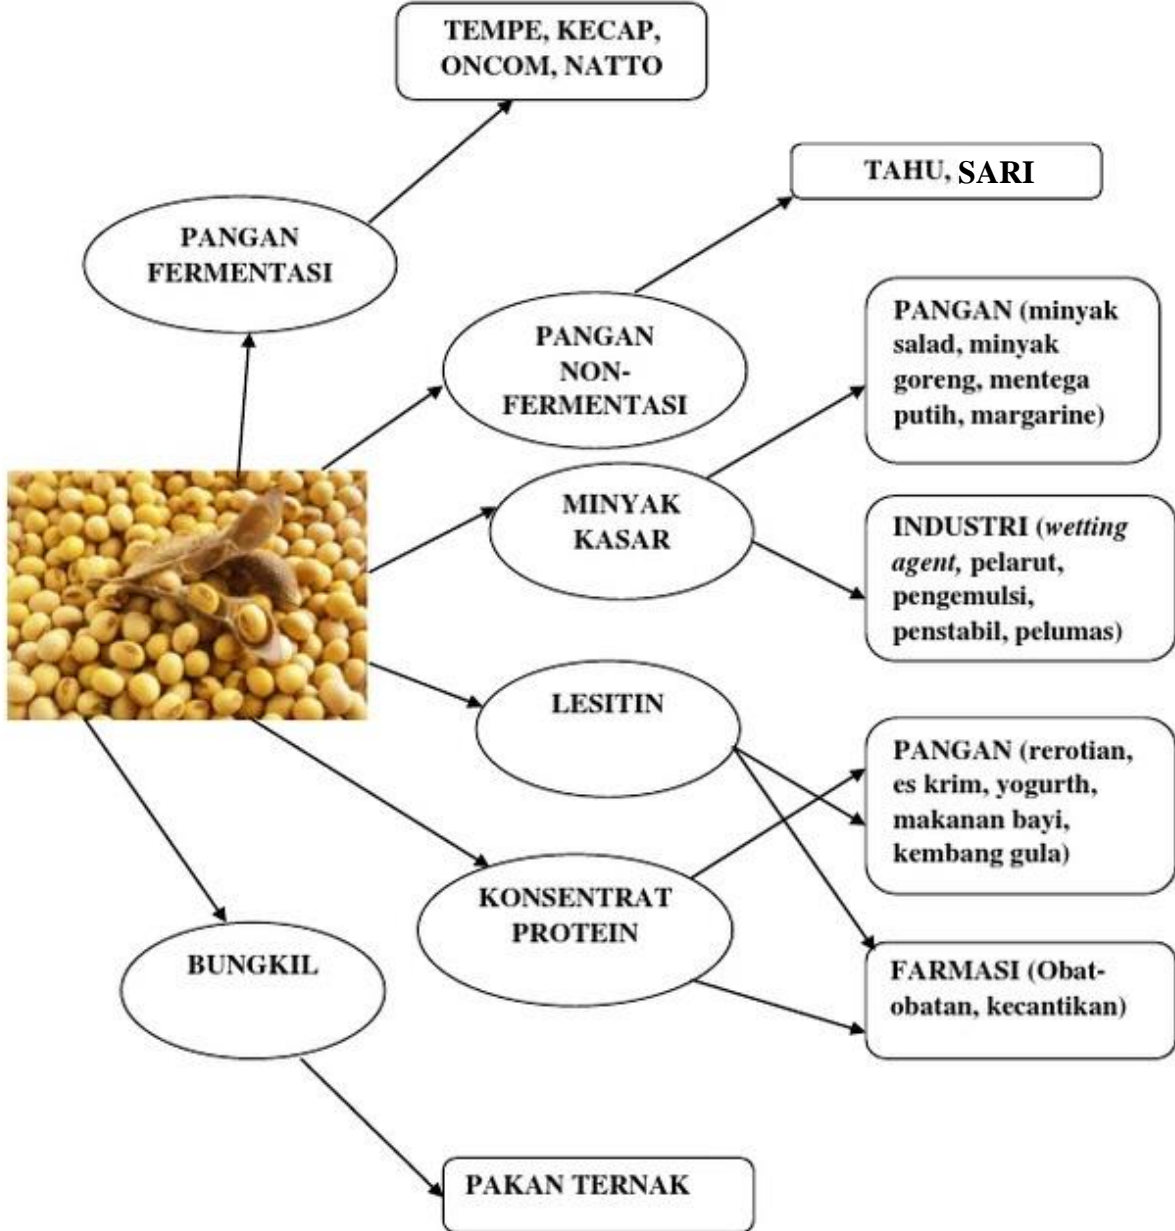 TEMPE, KECAP,
ONCOM, NATTO
TAHU, SARI
PANGAN
FERMENTASI
PANGAN
NON-
FERMENTASI
PANGAN (minyak
salad, minyak
goreng, mentega
putih, margarine)
MINYAK
KASAR
INDUSTRI (wetting
agent, pelarut,
pengemulsi,
penstabil, pelumas)
LESITIN
PANGAN (rerotian,
es krim, yogurth,
makanan bayi,
kembang gula)
KONSENTRAT
PROTEIN
BUNGKIL
FARMASI (Obat-
obatan, kecantikan)
PAKAN TERNAK